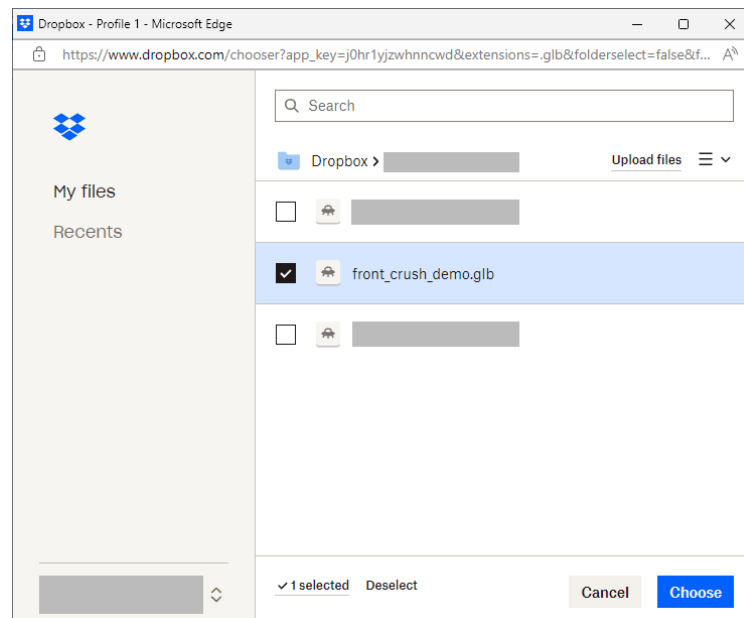 Dropbox - Profile 1 - Microsoft Edge
https://www.dropbox.com/chooser?app_key=j0hr1yjzwhnncwd&extensions=.glb&folderselect=false&f...
Search
Dropbox
Upload files
My files
Recents
front_crush_demo.glb
1 selected
Deselect
Cancel
Choose